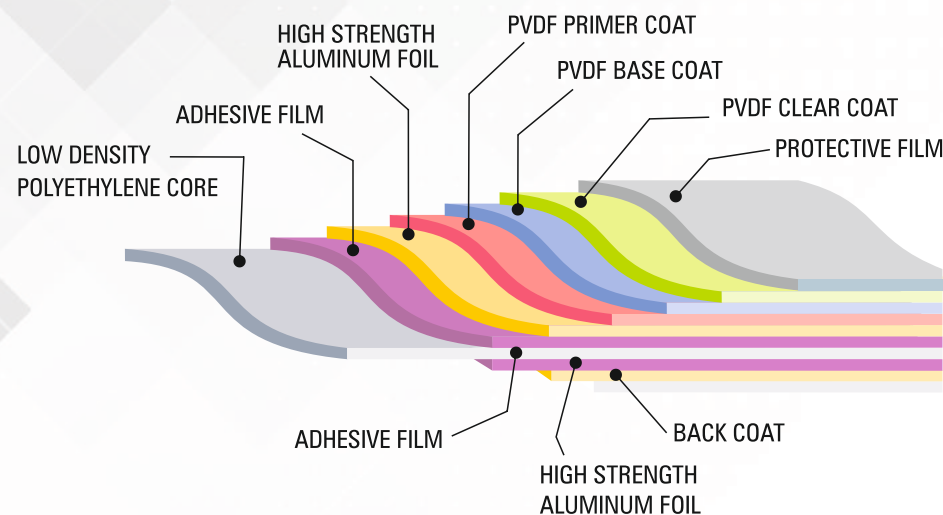 PVDF PRIMER COAT
HIGH STRENGTH
ALUMINUM FOIL
PVDF BASE COAT
PVDF CLEAR COAT
ADHESIVE FILM
PROTECTIVE FILM
LOW DENSITY
POLYETHYLENE CORE
ADHESIVE FILM
BACK COAT
HIGH STRENGTH
ALUMINUM FOIL